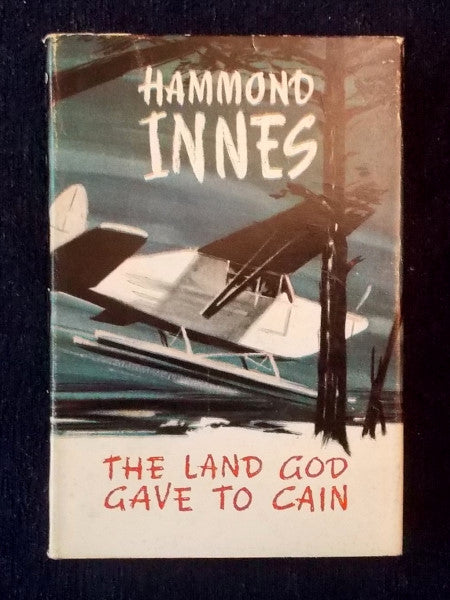 HAMMOND
INNES
THE LAND GOD
GAVE TO CAIN